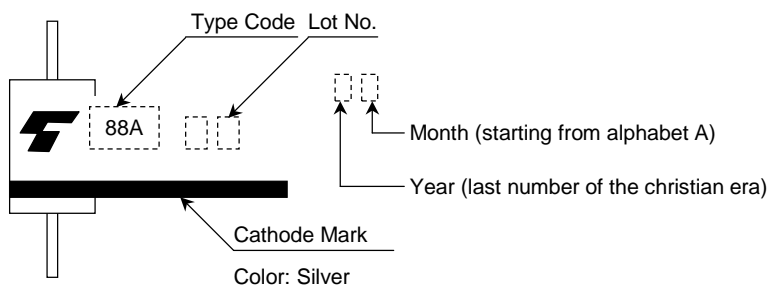 Type Code Lot No.
88A
Month (starting from alphabet A)
Year (last number of the christian era)
Cathode Mark
Color: Silver